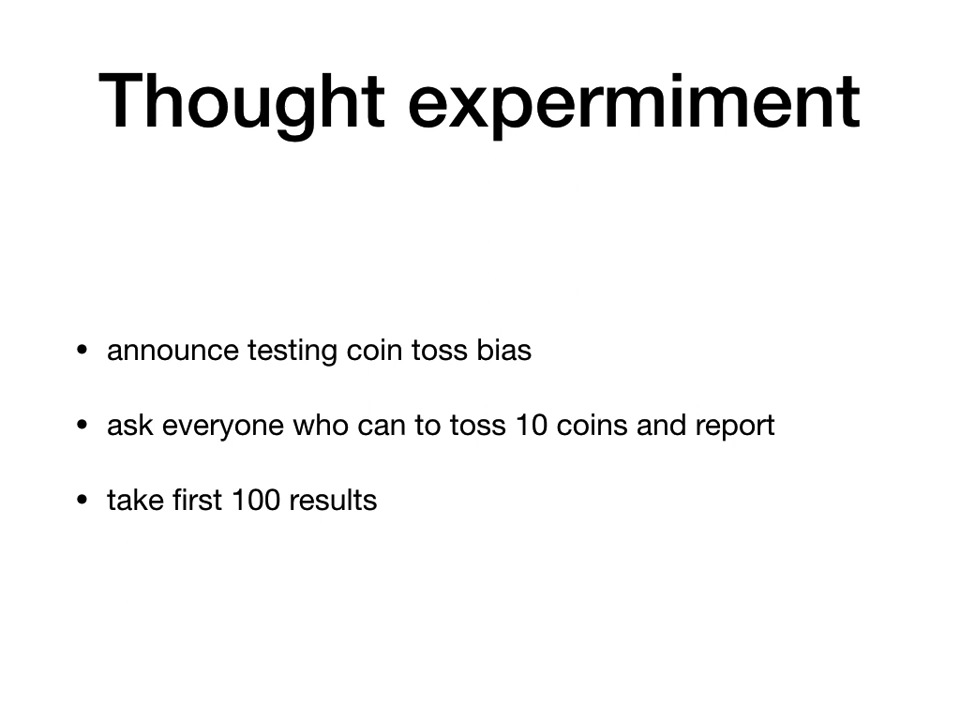 Thought expermiment
• announce testing coin toss bias
• ask everyone who can to toss 10 coins and report
• take first 100 results